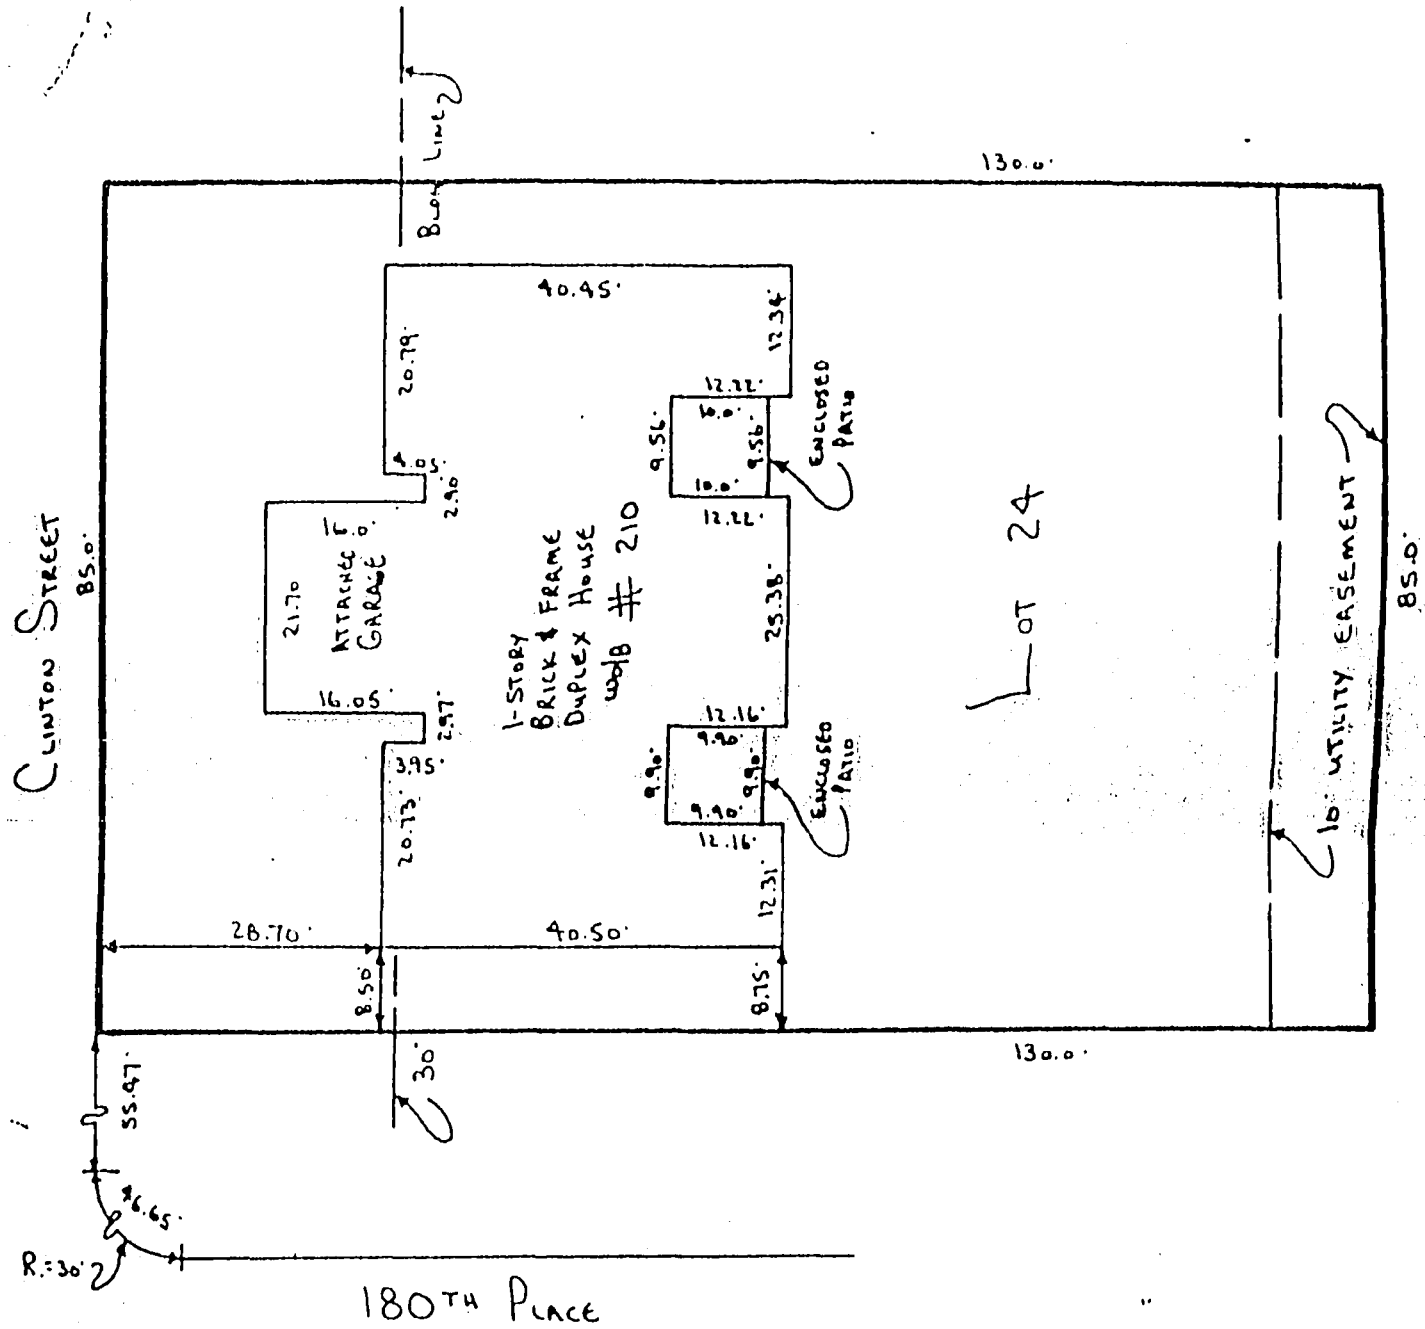 BLDG LINE
130.0'
40.45'
20.79'
12.34'
12.22'
10.0'
9.56'
9.56'
10.0'
12.22'
ENCLOSED
PATIO
4.05'
2.90'
CLINTON STREET
85.0'
16.0'
21.70
ATTACHED
GARAGE
16.05
2.97'
3.95'
20.73'
1-STORY
BRICK & FRAME
DUPLEX HOUSE
# 210
25.38'
12.16'
9.90'
9.90'
9.90'
9.90'
12.16'
ENCLOSED
PATIO
12.31'
LOT 24
10' UTILITY EASEMENT
85.0'
28.70'
40.50'
8.50'
8.75'
130.0'
30'
55.47'
46.65'
R.=30'
180TH PLACE